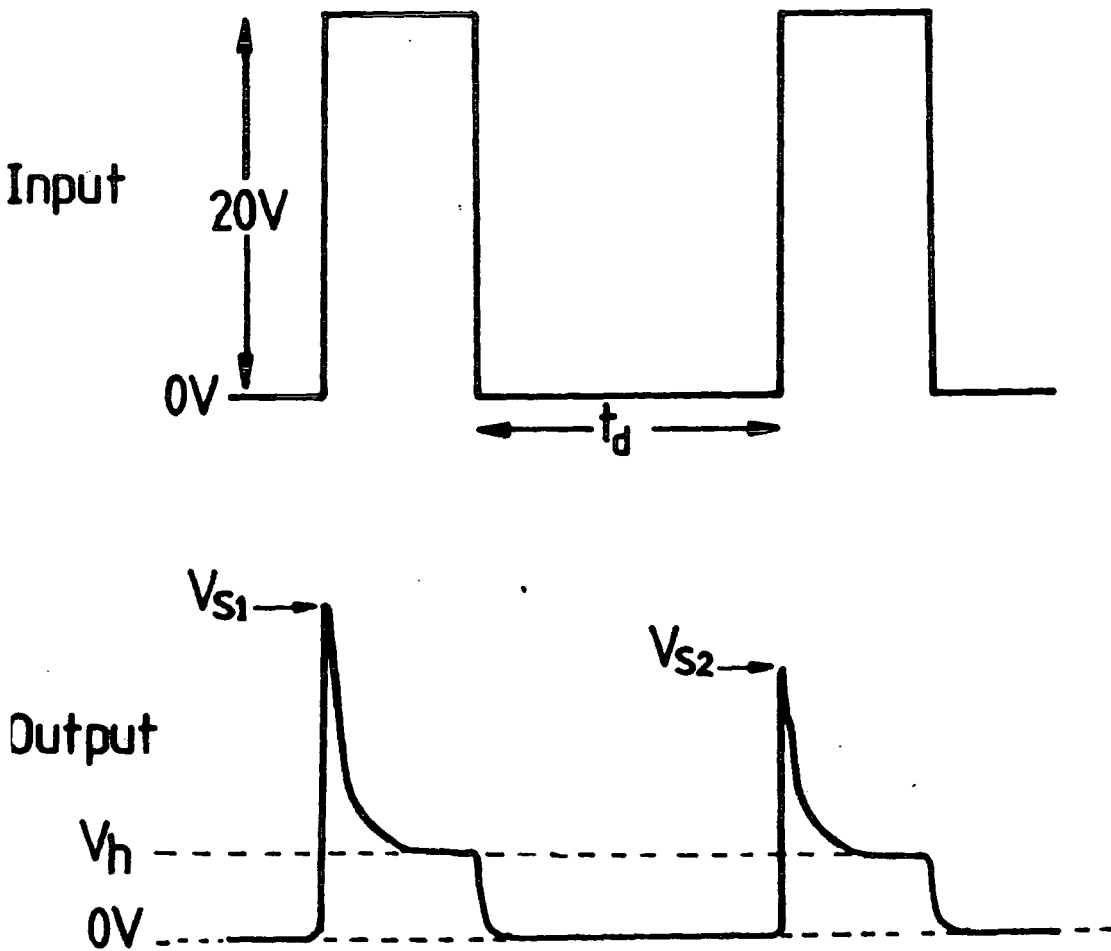 Input
20V
0V
t_d
V_S1
V_S2
Output
V_h
0V